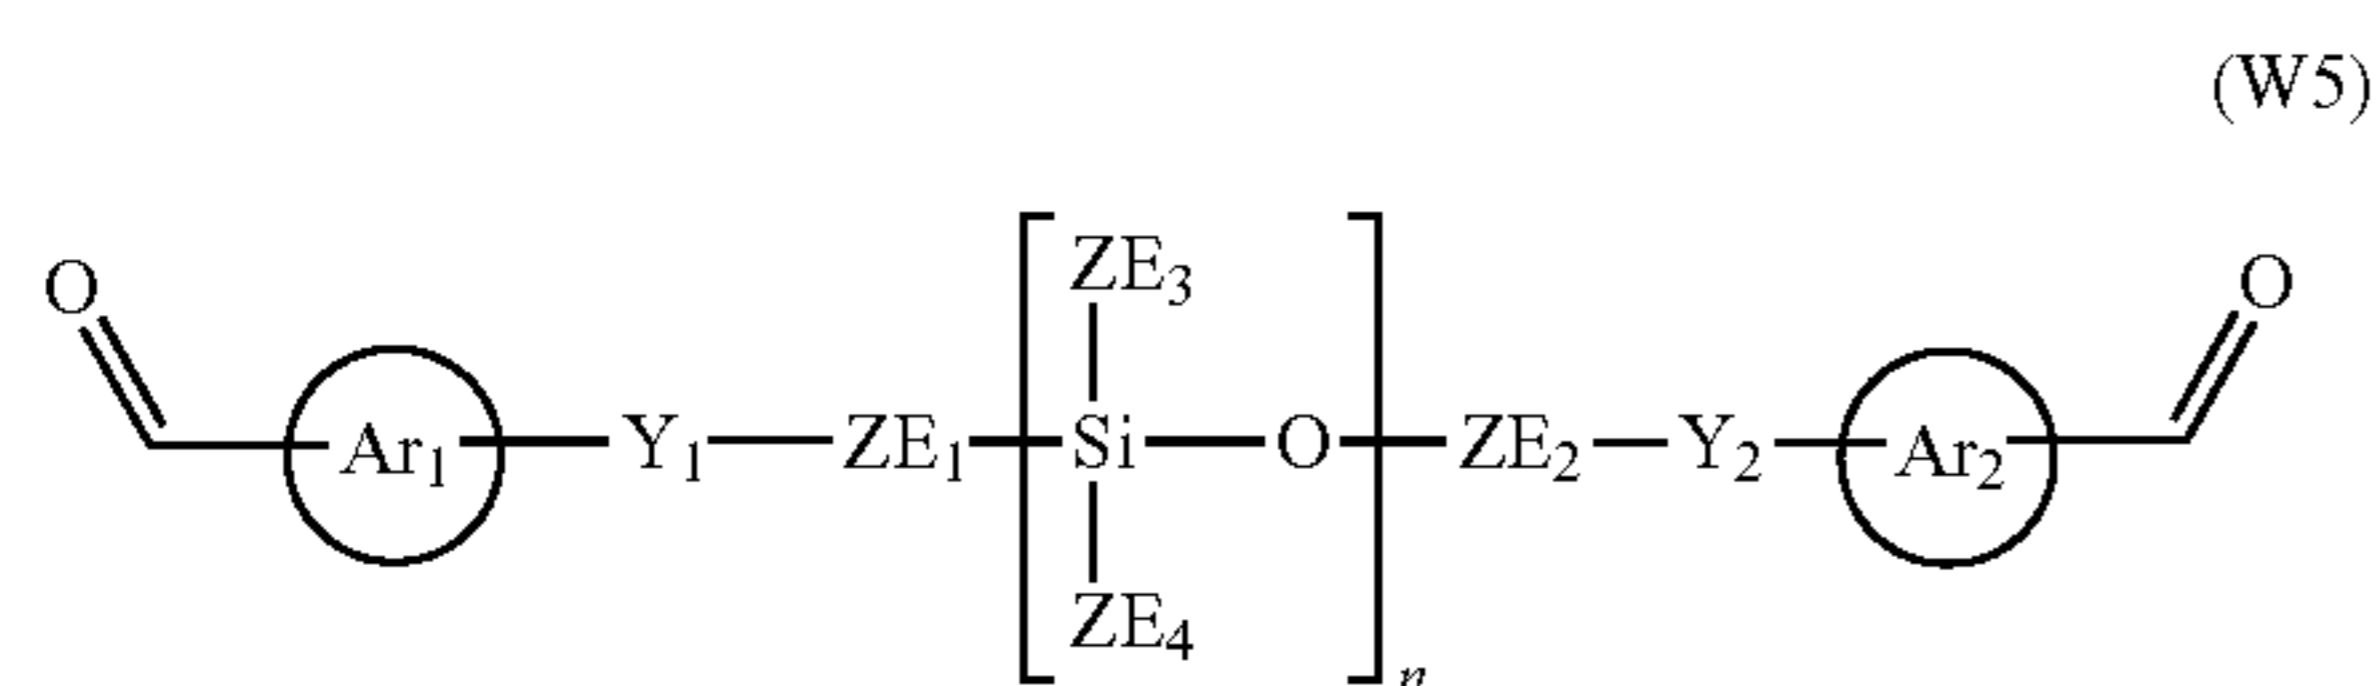 (W5)
ZE3
O O
Ar1 Y1 ZE1 Si O ZE2 Y2 Ar2
ZE4
n